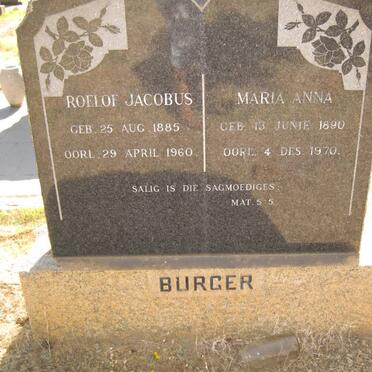 ROELOF JACOBUS
GEB. 25 AUG. 1885
OORL. 29 APRIL 1960.
MARIA ANNA
GEB. 13 JUNIE 1890
OORL. 4 DES. 1970.
SALIG IS DIE SAGMOEDIGES
MAT. 5:5.
BURGER